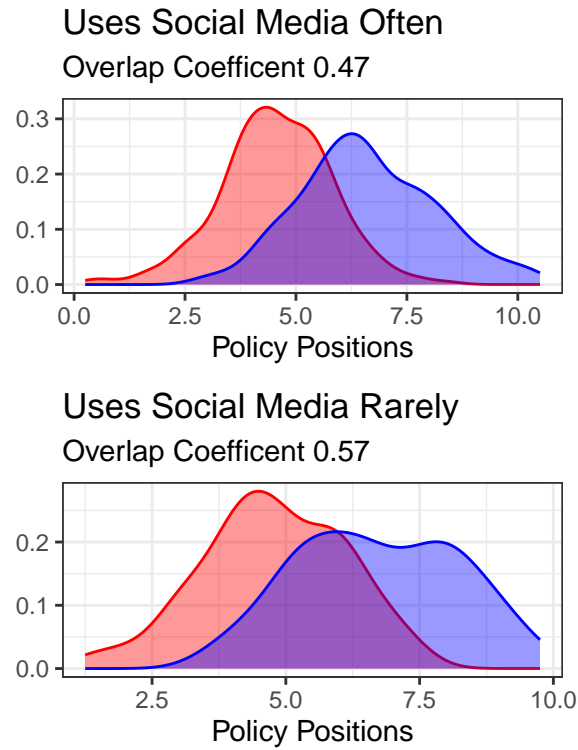 Uses Social Media Often
Overlap Coefficent 0.47
0.3
0.2
0.1
0.0
0.0 2.5 5.0 7.5 10.0
Policy Positions
Uses Social Media Rarely
Overlap Coefficent 0.57
0.2
0.1
0.0
2.5 5.0 7.5 10.0
Policy Positions